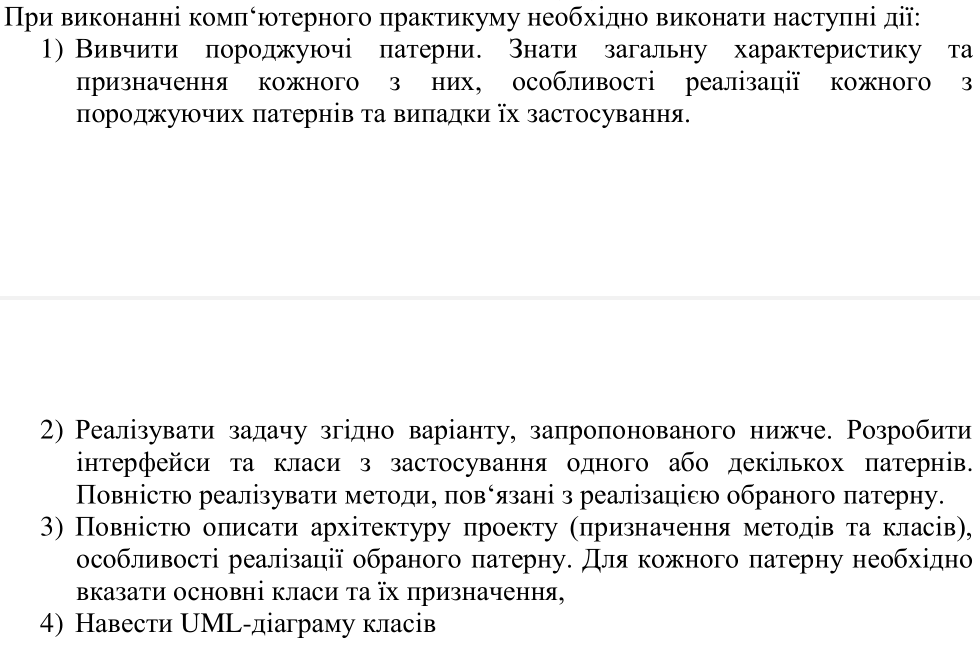 При виконанні комп‘ютерного практикуму необхідно виконати наступні дії:
1) Вивчити породжуючі патерни. Знати загальну характеристику та
призначення кожного з них, особливості реалізації кожного з
породжуючих патернів та випадки їх застосування.
2) Реалізувати задачу згідно варіанту, запропонованого нижче. Розробити
інтерфейси та класи з застосування одного або декількох патернів.
Повністю реалізувати методи, пов‘язані з реалізацією обраного патерну.
3) Повністю описати архітектуру проекту (призначення методів та класів),
особливості реалізації обраного патерну. Для кожного патерну необхідно
вказати основні класи та їх призначення,
4) Навести UML-діаграму класів